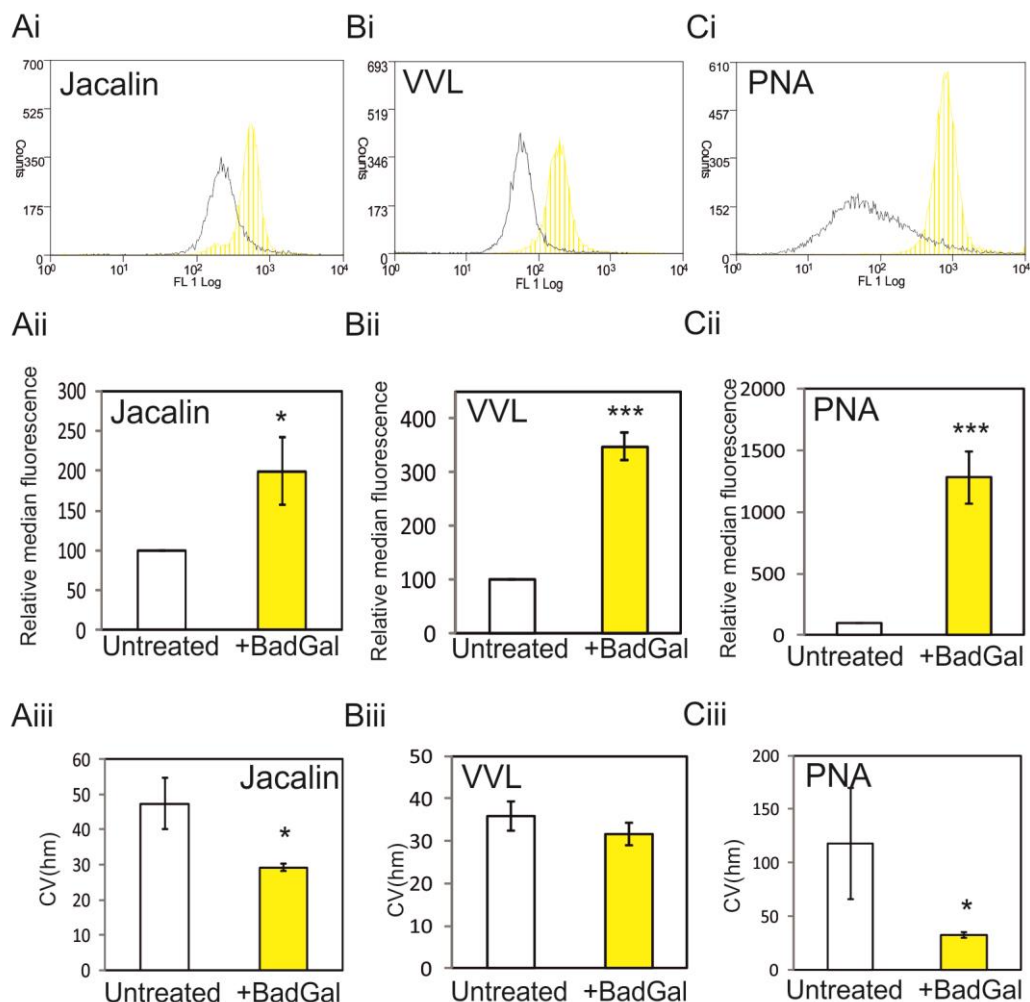 Ai
Bi
Ci
700
525
350
175
0
Counts
Jacalin
10⁰ 10¹ 10² 10³ 10⁴
FL 1 Log
693
519
346
173
0
Counts
VVL
10⁰ 10¹ 10² 10³ 10⁴
FL 1 Log
610
457
305
152
0
Counts
PNA
10⁰ 10¹ 10² 10³ 10⁴
FL 1 Log
Aii
Bii
Cii
Relative median fluorescence
300
250
200
150
100
50
0
Jacalin
*
Untreated +BadGal
Relative median fluorescence
400
300
200
100
0
VVL
***
Untreated +BadGal
Relative median fluorescence
2000
1500
1000
500
0
PNA
***
Untreated +BadGal
Aiii
Biii
Ciii
CV(hm)
60
50
40
30
20
10
0
Jacalin
*
Untreated +BadGal
CV(hm)
50
40
30
20
10
0
VVL
Untreated +BadGal
CV(hm)
200
150
100
50
0
PNA
*
Untreated +BadGal